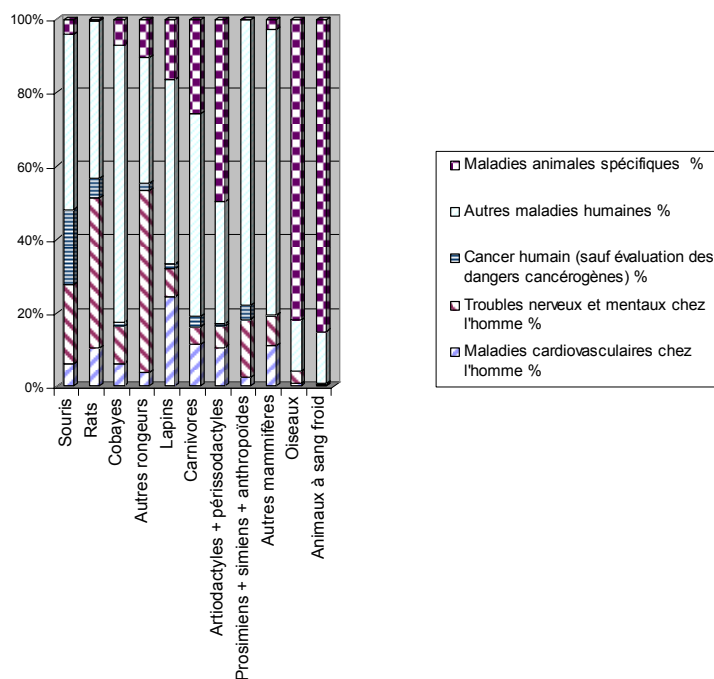 100%
80%
60%
40%
20%
0%
Souris
Rats
Cobayes
Autres rongeurs
Lapins
Carnivores
Artiodactyles + périssodactyles
Prosimiens + simiens + anthropoïdes
Autres mammifères
Oiseaux
Animaux à sang froid
Maladies animales spécifiques %
Autres maladies humaines %
Cancer humain (sauf évaluation des
dangers cancérogènes) %
Troubles nerveux et mentaux chez
l'homme %
Maladies cardiovasculaires chez
l'homme %